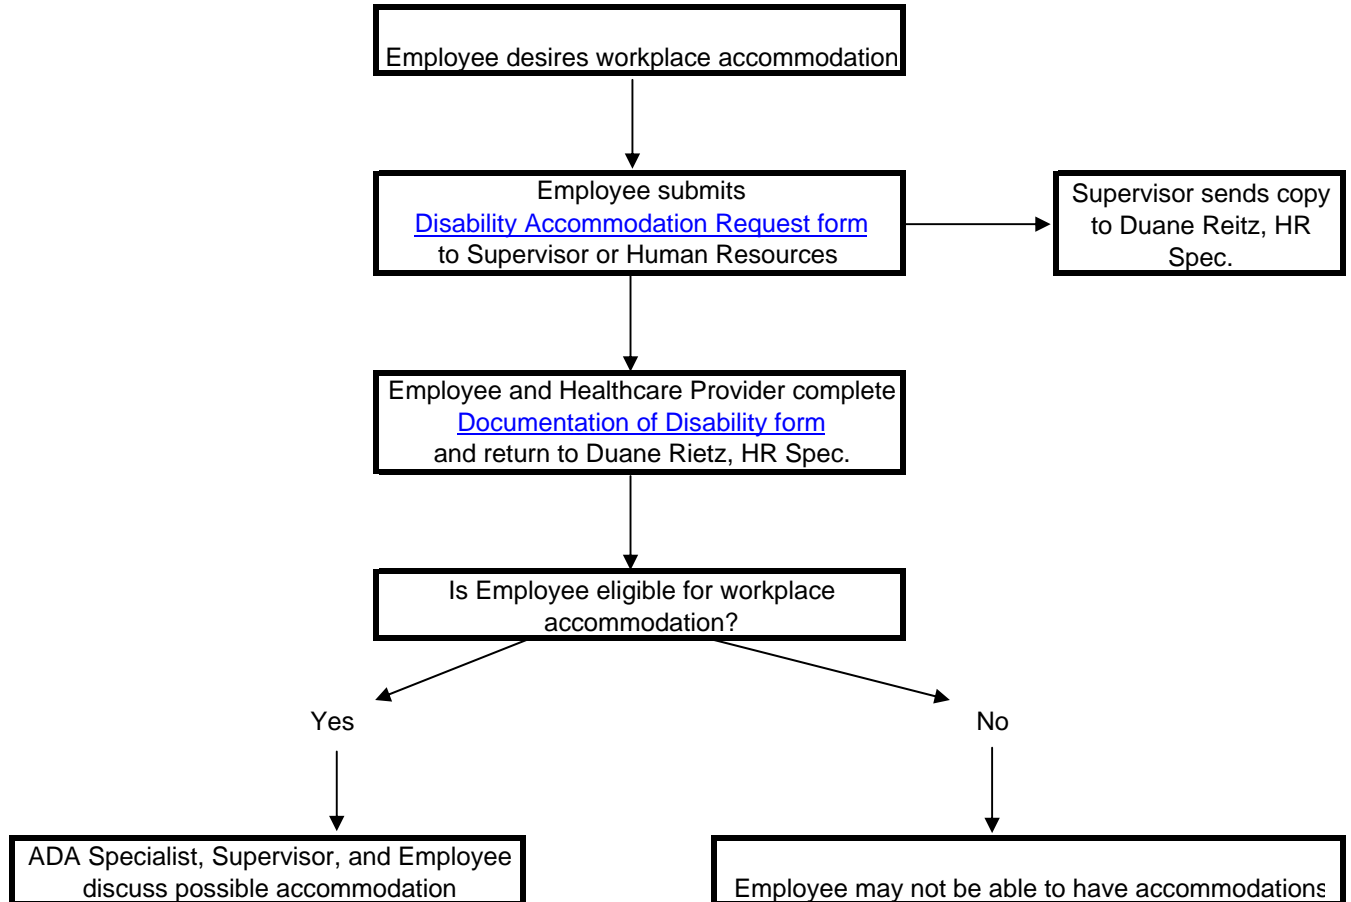 Employee desires workplace accommodation
Employee submits
Disability Accommodation Request form
to Supervisor or Human Resources
Supervisor sends copy
to Duane Reitz, HR
Spec.
Employee and Healthcare Provider complete
Documentation of Disability form
and return to Duane Rietz, HR Spec.
Is Employee eligible for workplace
accommodation?
Yes
No
ADA Specialist, Supervisor, and Employee
discuss possible accommodation
Employee may not be able to have accommodations